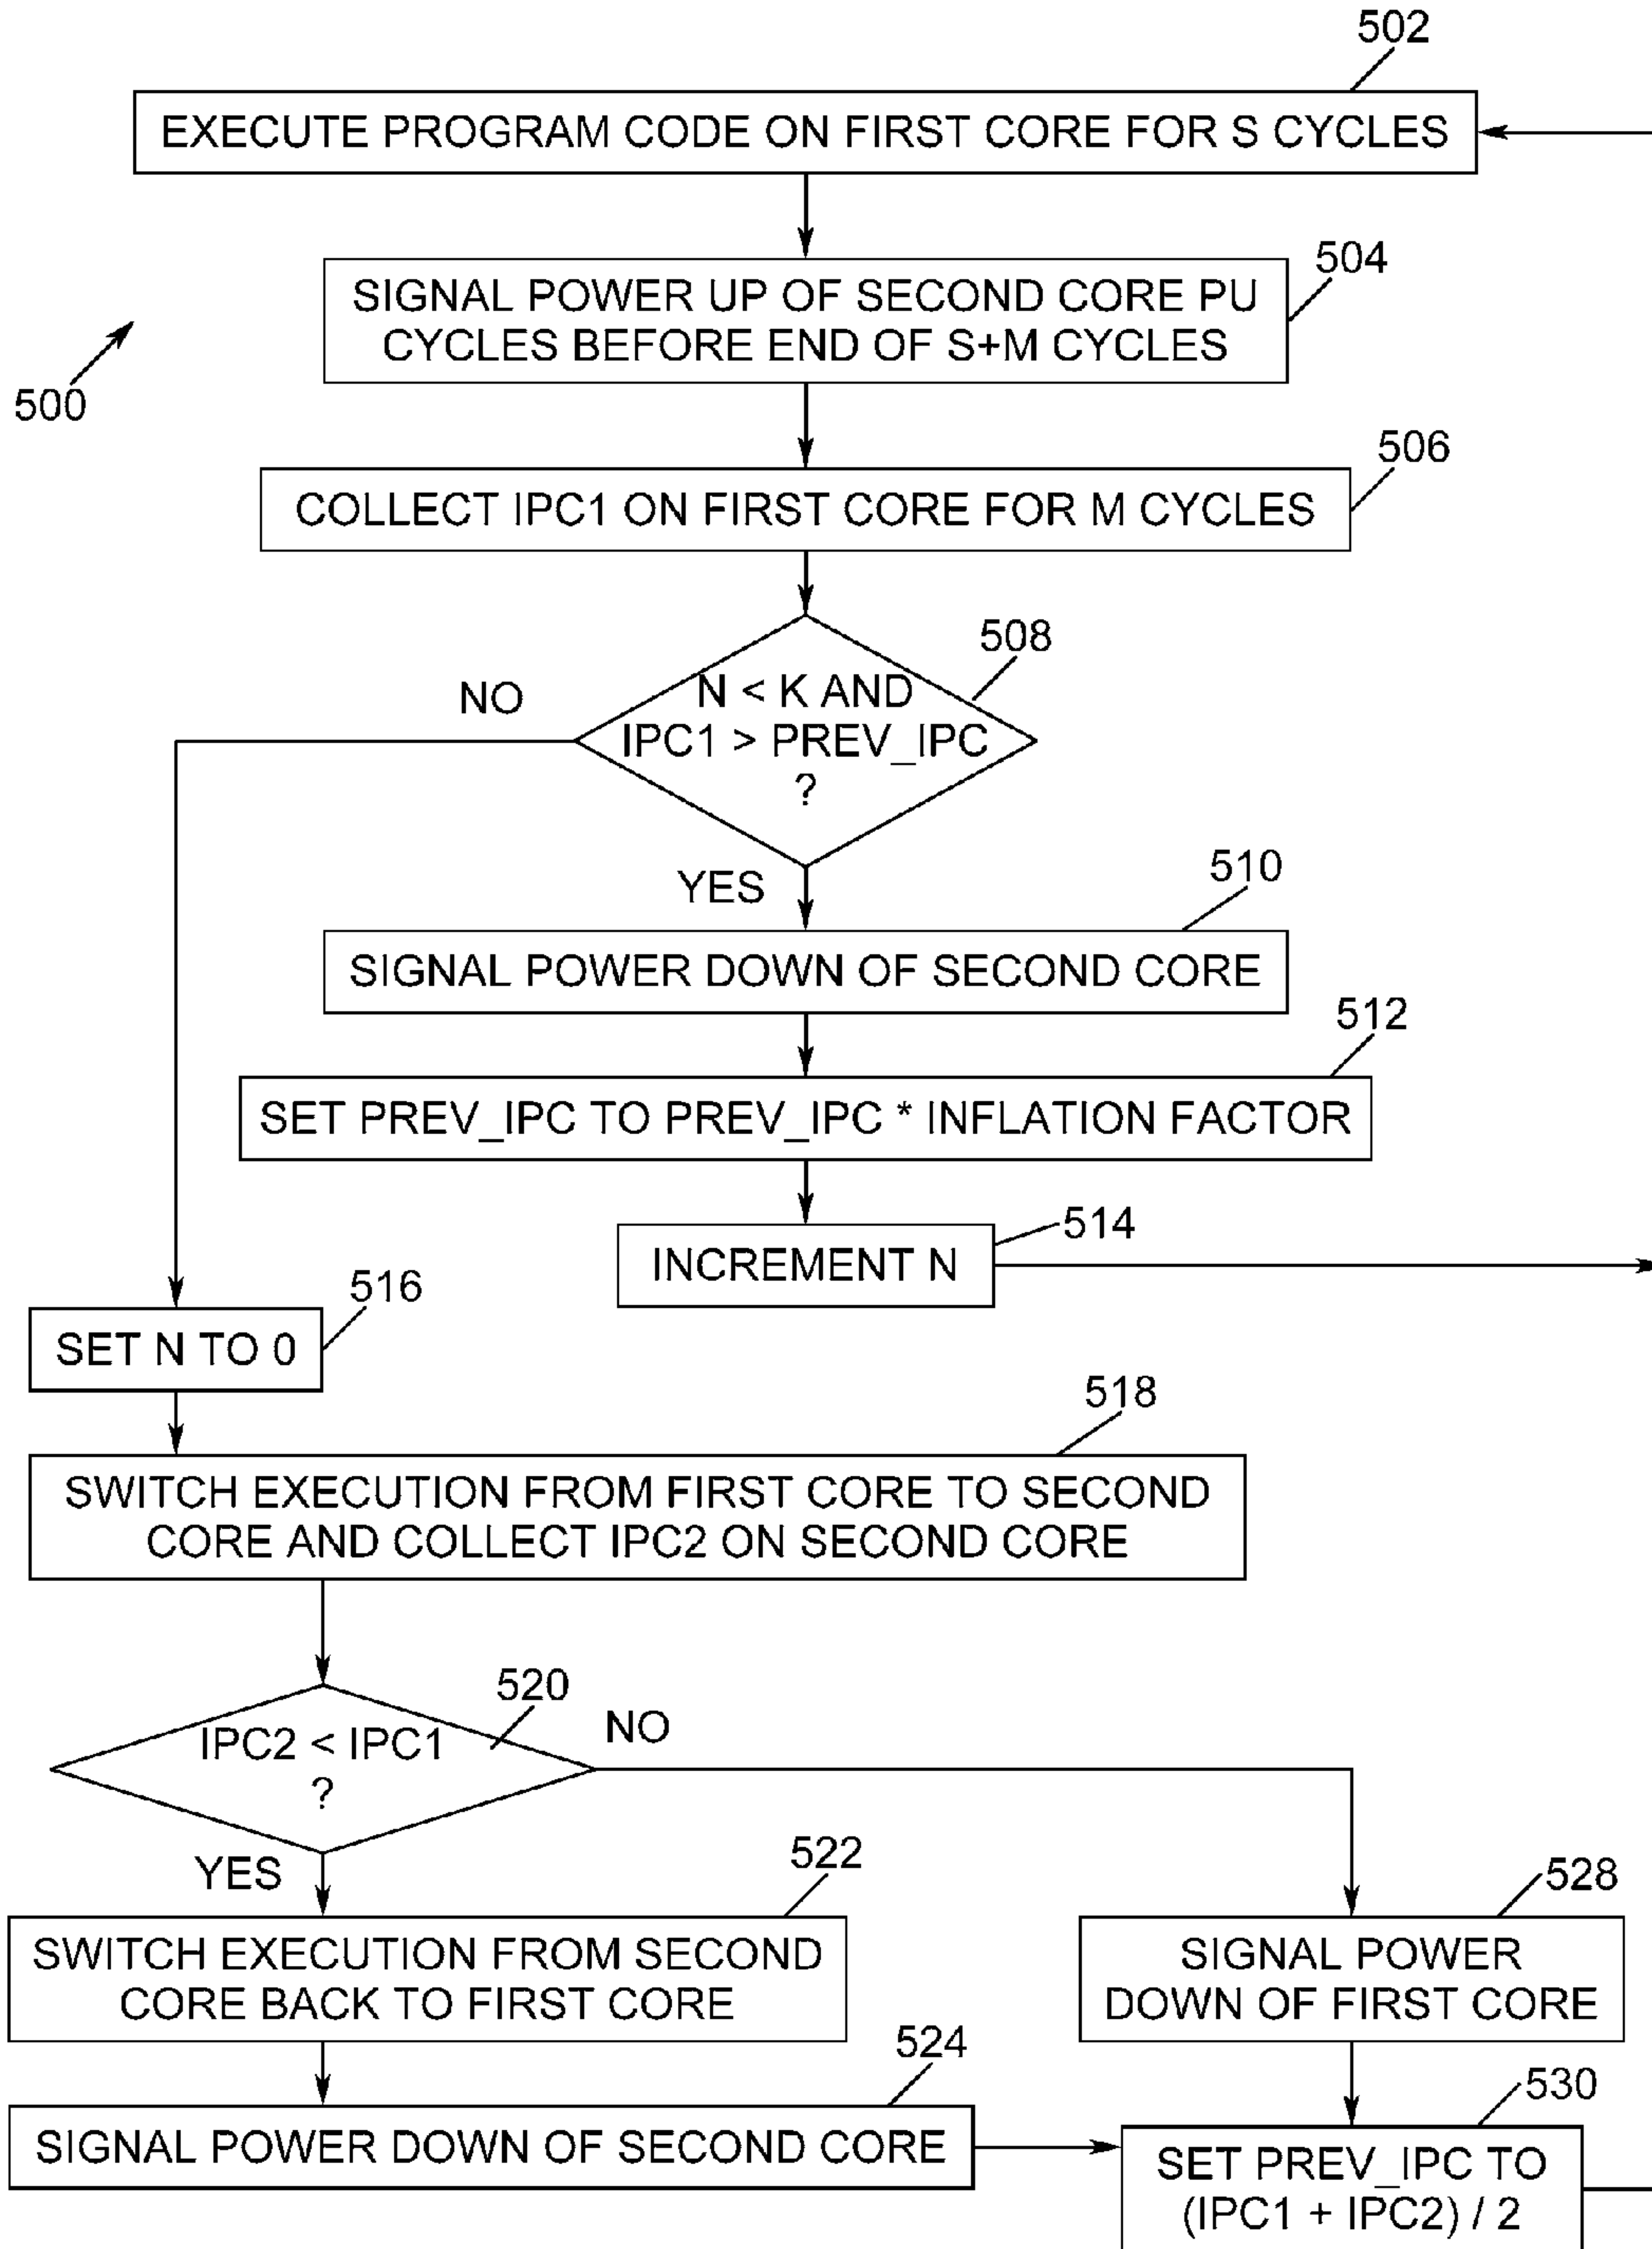 502
EXECUTE PROGRAM CODE ON FIRST CORE FOR S CYCLES
504
SIGNAL POWER UP OF SECOND CORE PU
CYCLES BEFORE END OF S+M CYCLES
500
506
COLLECT IPC1 ON FIRST CORE FOR M CYCLES
508
NO
N < K AND
IPC1 > PREV_IPC
?
YES
510
SIGNAL POWER DOWN OF SECOND CORE
512
SET PREV_IPC TO PREV_IPC * INFLATION FACTOR
514
INCREMENT N
516
SET N TO 0
518
SWITCH EXECUTION FROM FIRST CORE TO SECOND
CORE AND COLLECT IPC2 ON SECOND CORE
520
NO
IPC2 < IPC1
?
YES
522
SWITCH EXECUTION FROM SECOND
CORE BACK TO FIRST CORE
528
SIGNAL POWER
DOWN OF FIRST CORE
524
SIGNAL POWER DOWN OF SECOND CORE
530
SET PREV_IPC TO
(IPC1 + IPC2) / 2